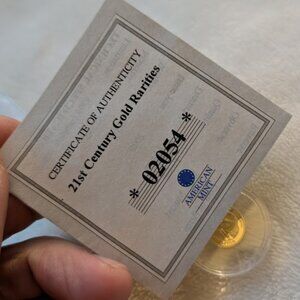 CERTIFICATE OF AUTHENTICITY
21st Century Gold Rarities
* 02054 *
AMERICAN
MINT